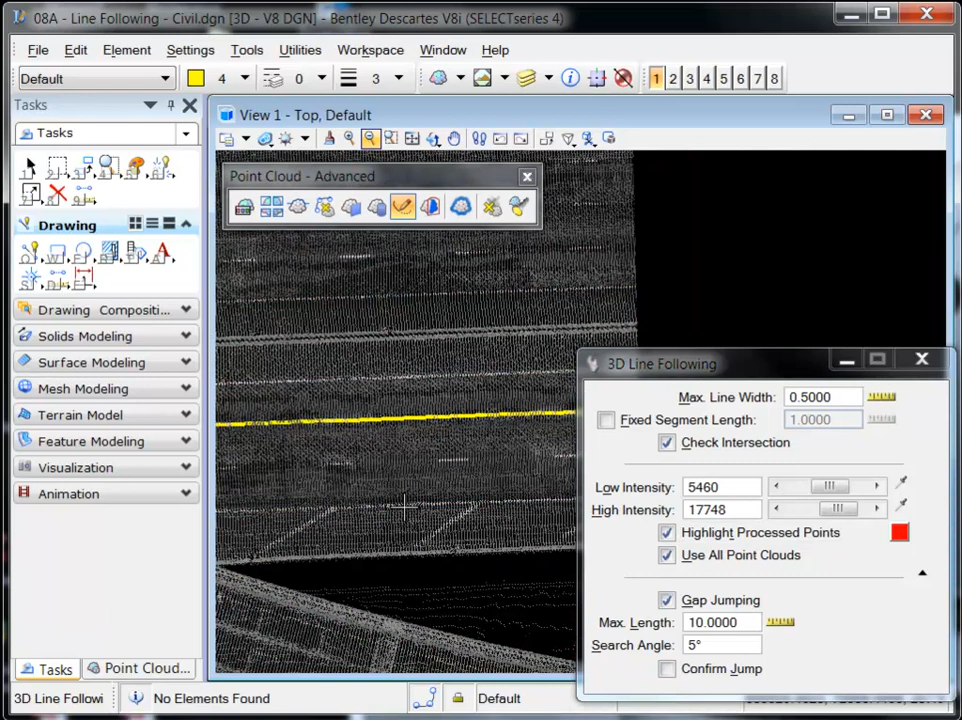 08A - Line Following - Civil.dgn [3D - V8 DGN] - Bentley Descartes V8i (SELECTseries 4)
File Edit Element Settings Tools Utilities Workspace Window Help
Default 4 0 3 1 2 3 4 5 6 7 8
Tasks
View 1 - Top, Default
Tasks
Point Cloud - Advanced
Drawing
Drawing Compositi...
Solids Modeling
Surface Modeling
Mesh Modeling
Terrain Model
Feature Modeling
Visualization
Animation
3D Line Following
Max. Line Width: 0.5000
Fixed Segment Length: 1.0000
Check Intersection
Low Intensity: 5460
High Intensity: 17748
Highlight Processed Points
Use All Point Clouds
Gap Jumping
Max. Length: 10.0000
Search Angle: 5°
Confirm Jump
Tasks Point Cloud...
3D Line Followi No Elements Found Default